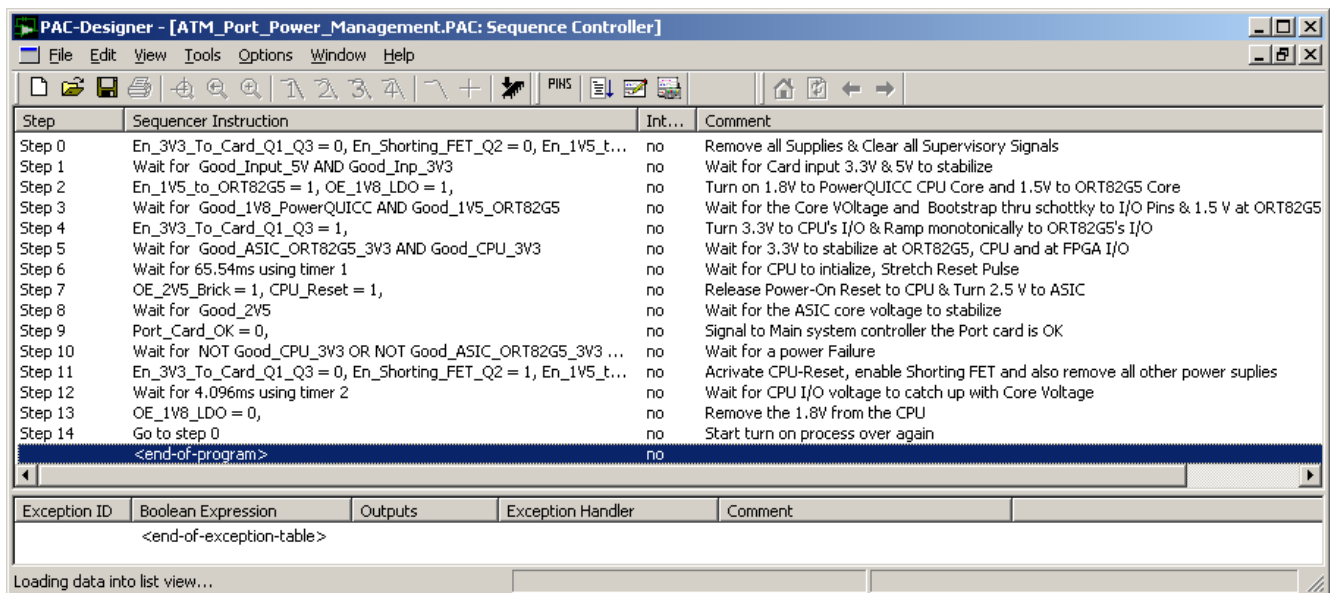 PAC-Designer - [ATM_Port_Power_Management.PAC: Sequence Controller]
File Edit View Tools Options Window Help
PINS
Step Sequencer Instruction Int... Comment
Step 0 En_3V3_To_Card_Q1_Q3 = 0, En_Shorting_FET_Q2 = 0, En_1V5_t... no Remove all Supplies & Clear all Supervisory Signals
Step 1 Wait for Good_Input_5V AND Good_Inp_3V3 no Wait for Card input 3.3V & 5V to stabilize
Step 2 En_1V5_to_ORT82G5 = 1, OE_1V8_LDO = 1, no Turn on 1.8V to PowerQUICC CPU Core and 1.5V to ORT82G5 Core
Step 3 Wait for Good_1V8_PowerQUICC AND Good_1V5_ORT82G5 no Wait for the Core VOltage and Bootstrap thru schottky to I/O Pins & 1.5 V at ORT82G5
Step 4 En_3V3_To_Card_Q1_Q3 = 1, no Turn 3.3V to CPU's I/O & Ramp monotonically to ORT82G5's I/O
Step 5 Wait for Good_ASIC_ORT82G5_3V3 AND Good_CPU_3V3 no Wait for 3.3V to stabilize at ORT82G5, CPU and at FPGA I/O
Step 6 Wait for 65.54ms using timer 1 no Wait for CPU to intialize, Stretch Reset Pulse
Step 7 OE_2V5_Brick = 1, CPU_Reset = 1, no Release Power-On Reset to CPU & Turn 2.5 V to ASIC
Step 8 Wait for Good_2V5 no Wait for the ASIC core voltage to stabilize
Step 9 Port_Card_OK = 0, no Signal to Main system controller the Port card is OK
Step 10 Wait for NOT Good_CPU_3V3 OR NOT Good_ASIC_ORT82G5_3V3 ... no Wait for a power Failure
Step 11 En_3V3_To_Card_Q1_Q3 = 0, En_Shorting_FET_Q2 = 1, En_1V5_t... no Acrivate CPU-Reset, enable Shorting FET and also remove all other power suplies
Step 12 Wait for 4.096ms using timer 2 no Wait for CPU I/O voltage to catch up with Core Voltage
Step 13 OE_1V8_LDO = 0, no Remove the 1.8V from the CPU
Step 14 Go to step 0 no Start turn on process over again
<end-of-program> no
Exception ID Boolean Expression Outputs Exception Handler Comment
<end-of-exception-table>
Loading data into list view...